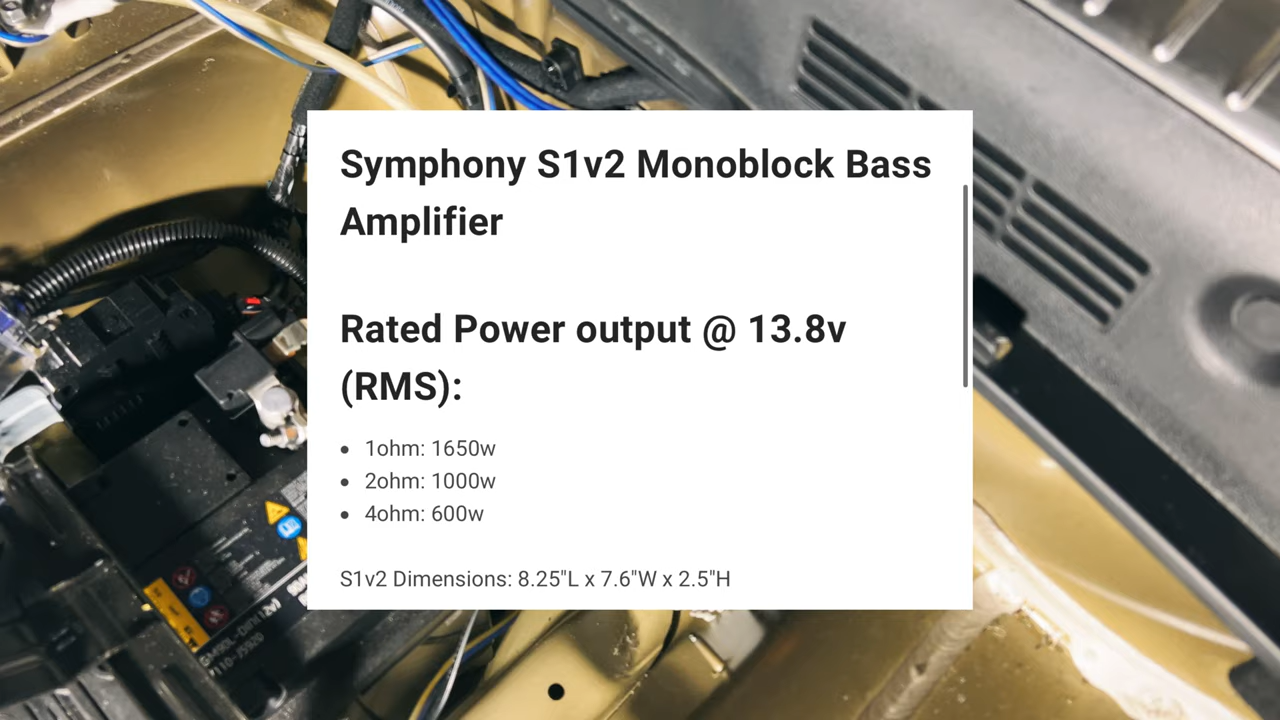 Symphony S1v2 Monoblock Bass
Amplifier
Rated Power output @ 13.8v
(RMS):
1ohm: 1650w
2ohm: 1000w
4ohm: 600w
S1v2 Dimensions: 8.25"L x 7.6"W x 2.5"H